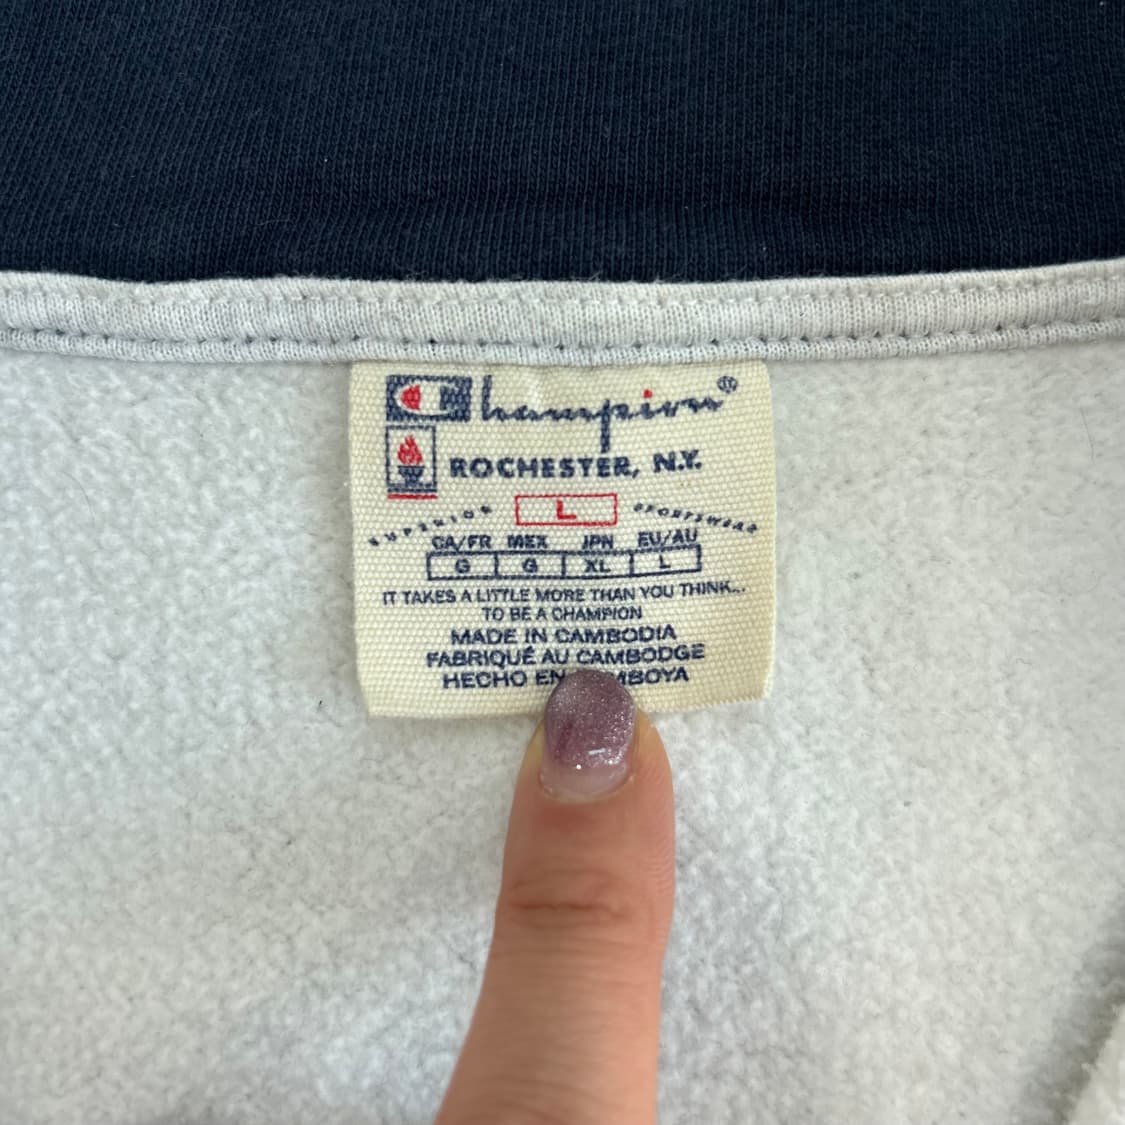 Champion®
ROCHESTER, N.Y.
L
SUPERIOR SPORTSWEAR
CA/FR MEX JPN EU/AU
G G XL L
IT TAKES A LITTLE MORE THAN YOU THINK...
TO BE A CHAMPION
MADE IN CAMBODIA
FABRIQUÉ AU CAMBODGE
HECHO EN MBOYA